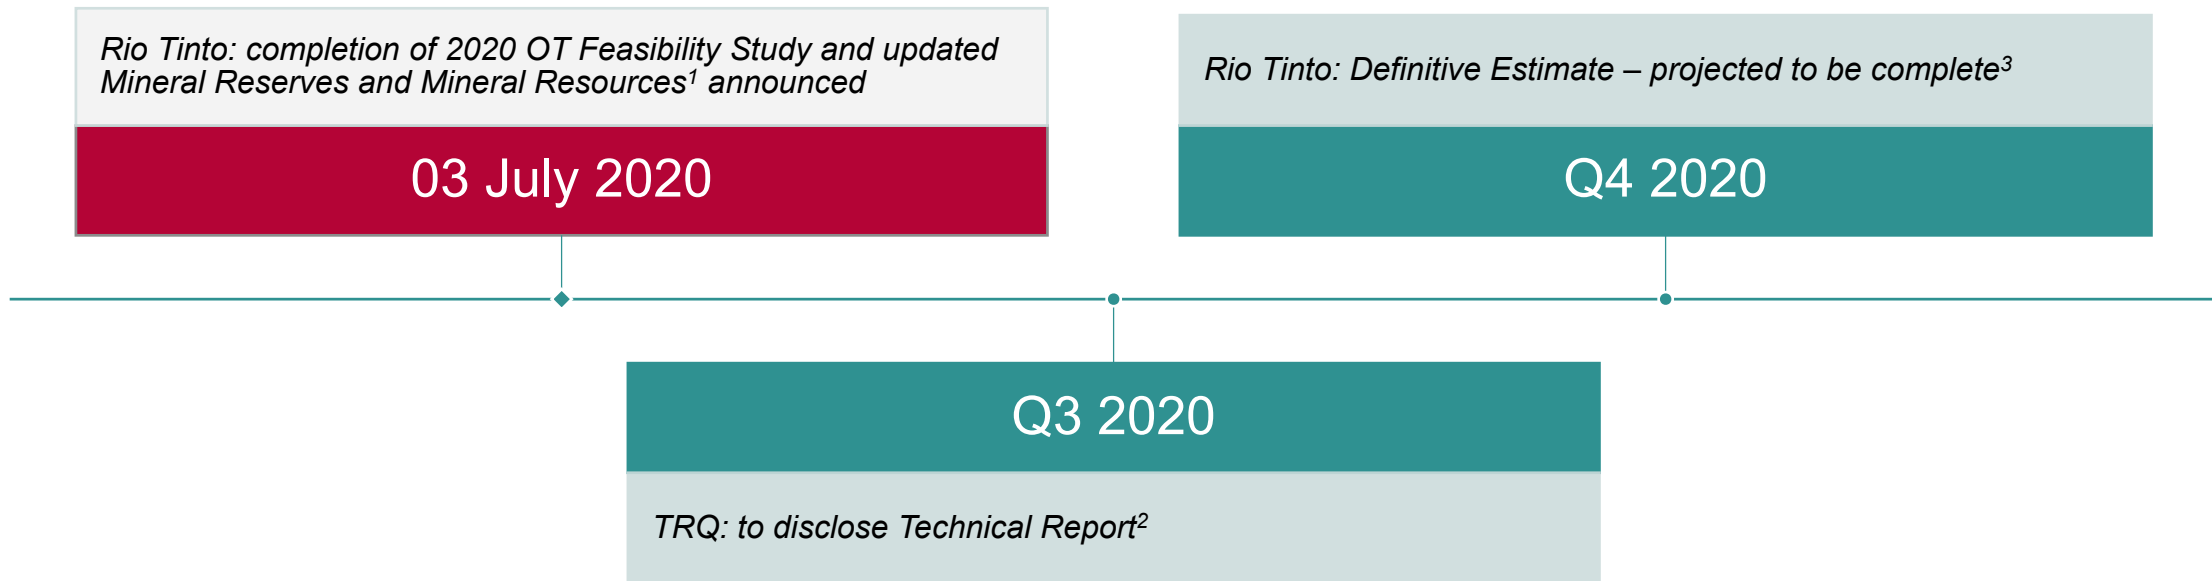 Rio Tinto: completion of 2020 OT Feasibility Study and updated
Mineral Reserves and Mineral Resources¹ announced
03 July 2020
Rio Tinto: Definitive Estimate – projected to be complete³
Q4 2020
Q3 2020
TRQ: to disclose Technical Report²